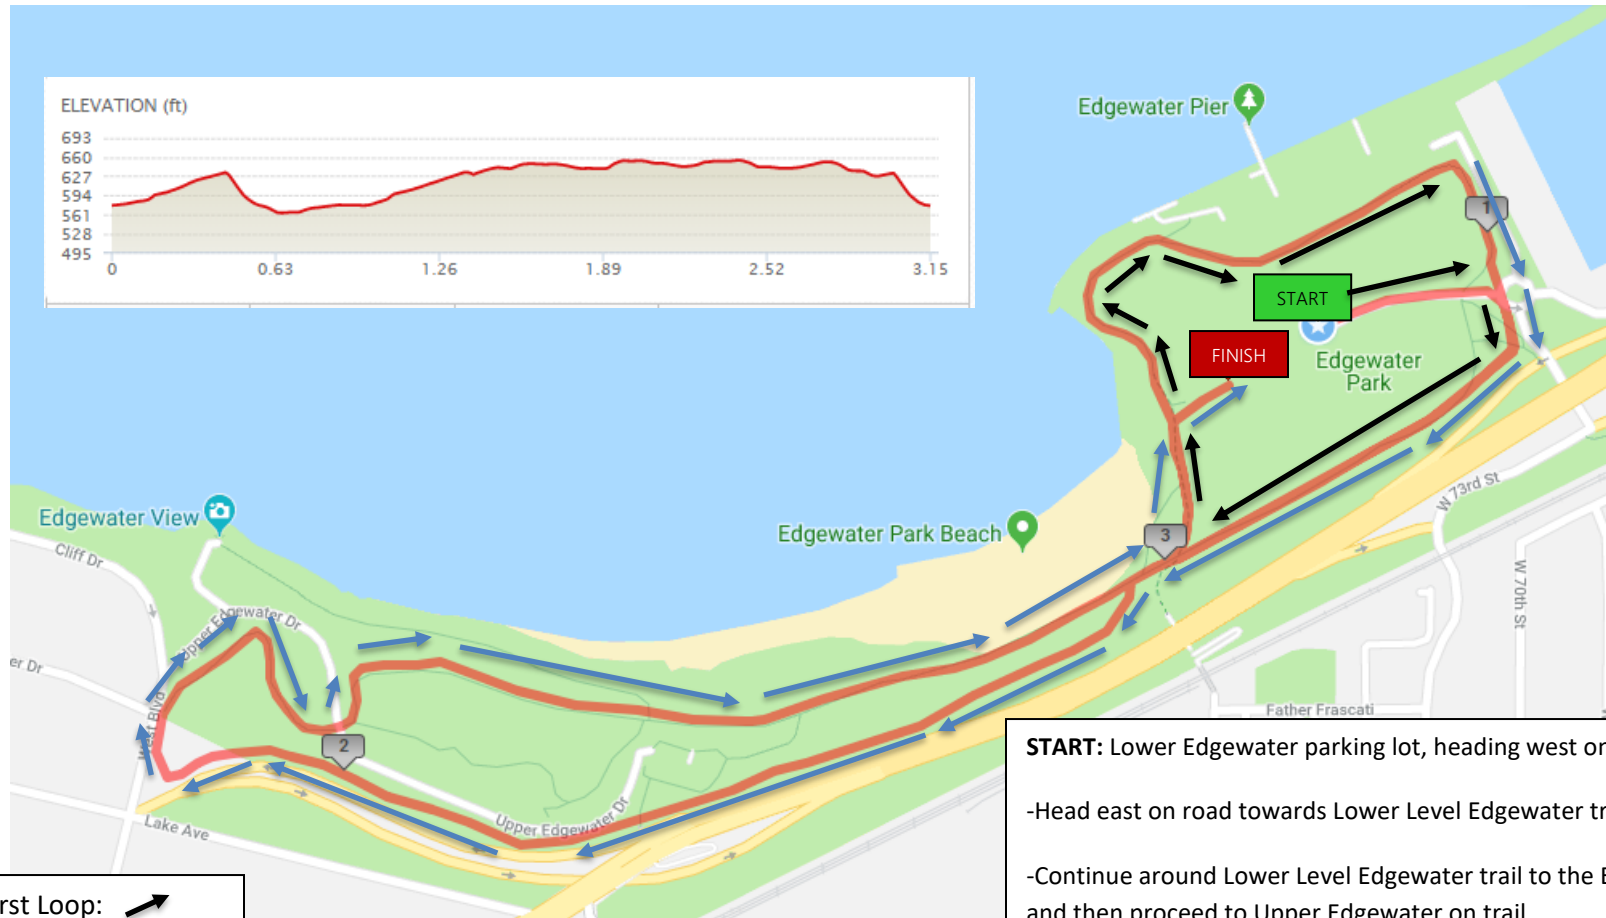 ELEVATION (ft)
693
660
627
594
561
528
495
0 0.63 1.26 1.89 2.52 3.15
Edgewater Pier
1
START
FINISH
Edgewater
Park
W 73rd St
Edgewater View
Edgewater Park Beach
3
Cliff Dr
W 70th St
Upper Edgewater Dr
er Dr
West Blvd
Father Frascati
2
Upper Edgewater Dr
Lake Ave
START: Lower Edgewater parking lot, heading west or
-Head east on road towards Lower Level Edgewater tr
-Continue around Lower Level Edgewater trail to the
and then proceed to Upper Edgewater on trail
rst Loop: